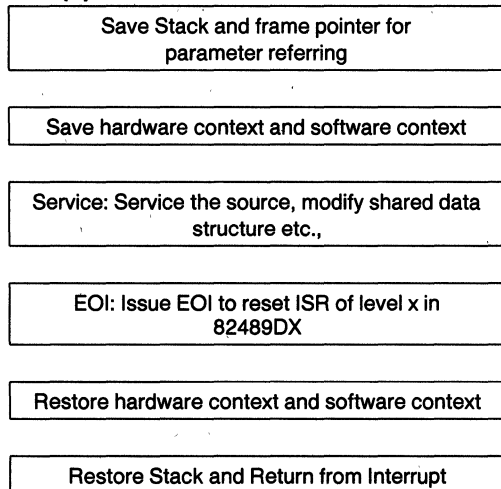 Save Stack and frame pointer for
parameter referring
Save hardware context and software context
Service: Service the source, modify shared data
structure etc.,
EOI: Issue EOI to reset ISR of level x in
82489DX
Restore hardware context and software context
Restore Stack and Return from Interrupt